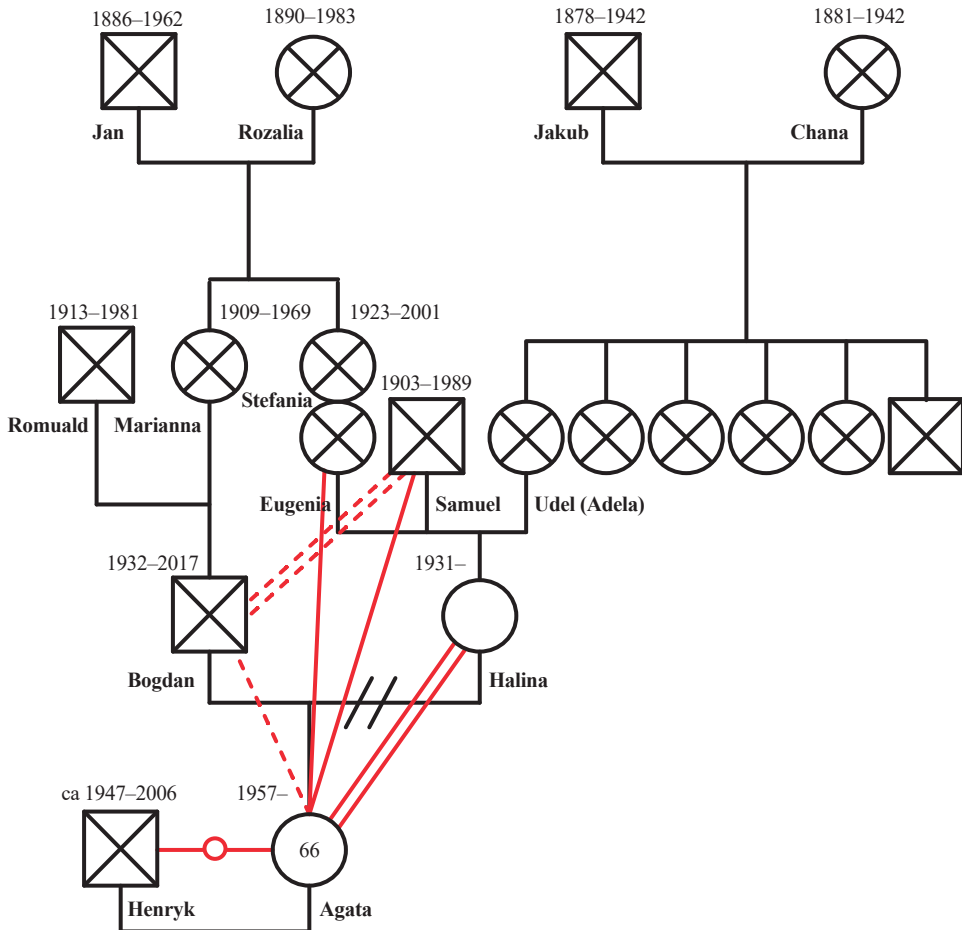 1886–1962
1890–1983
1878–1942
1881–1942
Jan
Rozalia
Jakub
Chana
1913–1981
1909–1969
1923–2001
1903–1989
Stefania
Romuald
Marianna
Eugenia
Samuel
Udel (Adela)
1932–2017
1931–
Bogdan
Halina
ca 1947–2006
1957–
66
Henryk
Agata